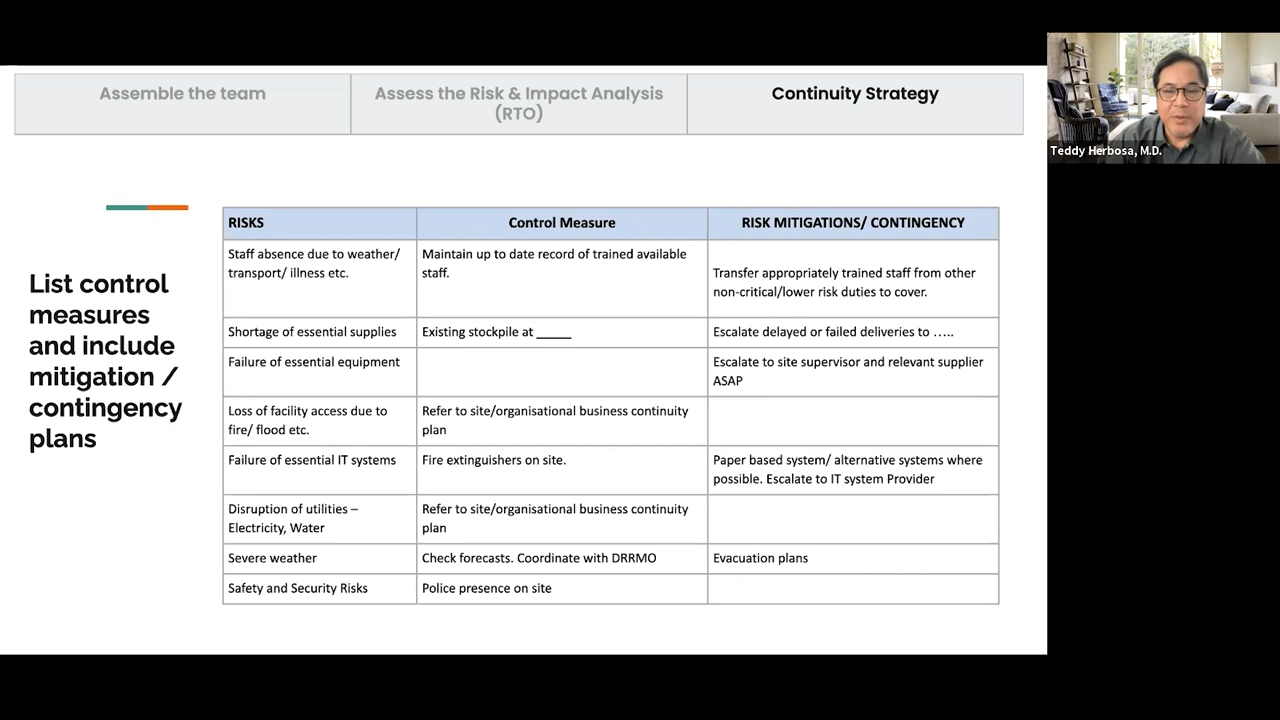 Assemble the team
Assess the Risk & Impact Analysis
(RTO)
Continuity Strategy
Teddy Herbosa, M.D.
List control
measures
and include
mitigation /
contingency
plans
RISKS
Control Measure
RISK MITIGATIONS/ CONTINGENCY
Staff absence due to weather/
transport/ illness etc.
Maintain up to date record of trained available
staff.
Transfer appropriately trained staff from other
non-critical/lower risk duties to cover.
Shortage of essential supplies
Existing stockpile at _____
Escalate delayed or failed deliveries to …..
Failure of essential equipment
Escalate to site supervisor and relevant supplier
ASAP
Loss of facility access due to
fire/ flood etc.
Refer to site/organisational business continuity
plan
Failure of essential IT systems
Fire extinguishers on site.
Paper based system/ alternative systems where
possible. Escalate to IT system Provider
Disruption of utilities –
Electricity, Water
Refer to site/organisational business continuity
plan
Severe weather
Check forecasts. Coordinate with DRRMO
Evacuation plans
Safety and Security Risks
Police presence on site